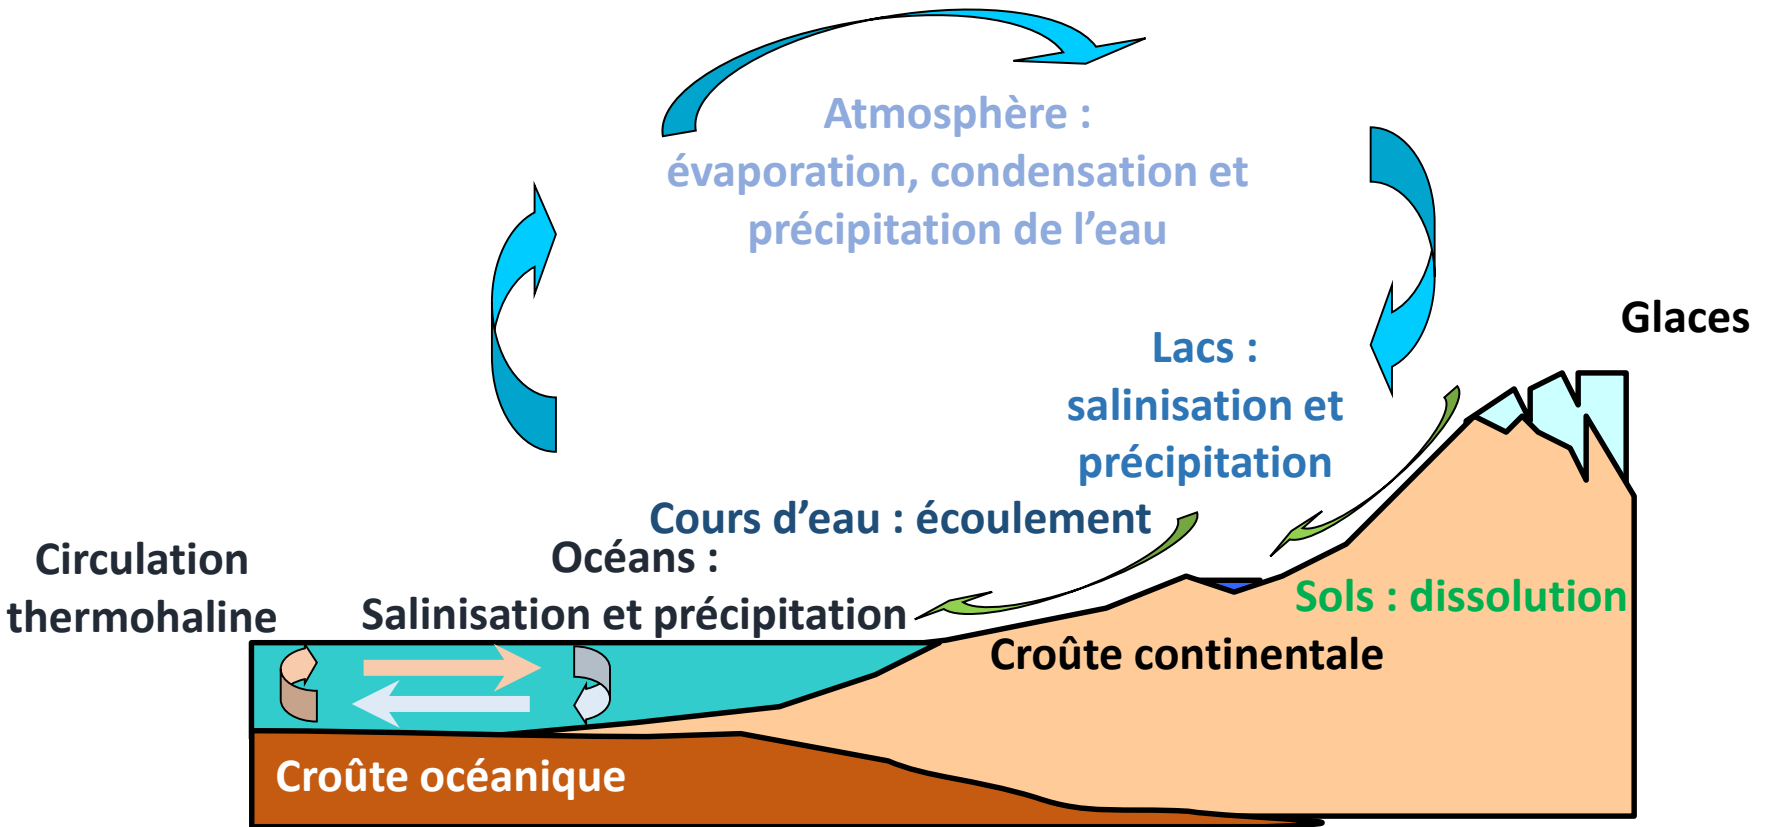 Atmosphère :
évaporation, condensation et
précipitation de l’eau
Glaces
Lacs :
salinisation et
précipitation
Cours d’eau : écoulement
Circulation
thermohaline
Océans :
Salinisation et précipitation
Sols : dissolution
Croûte continentale
Croûte océanique